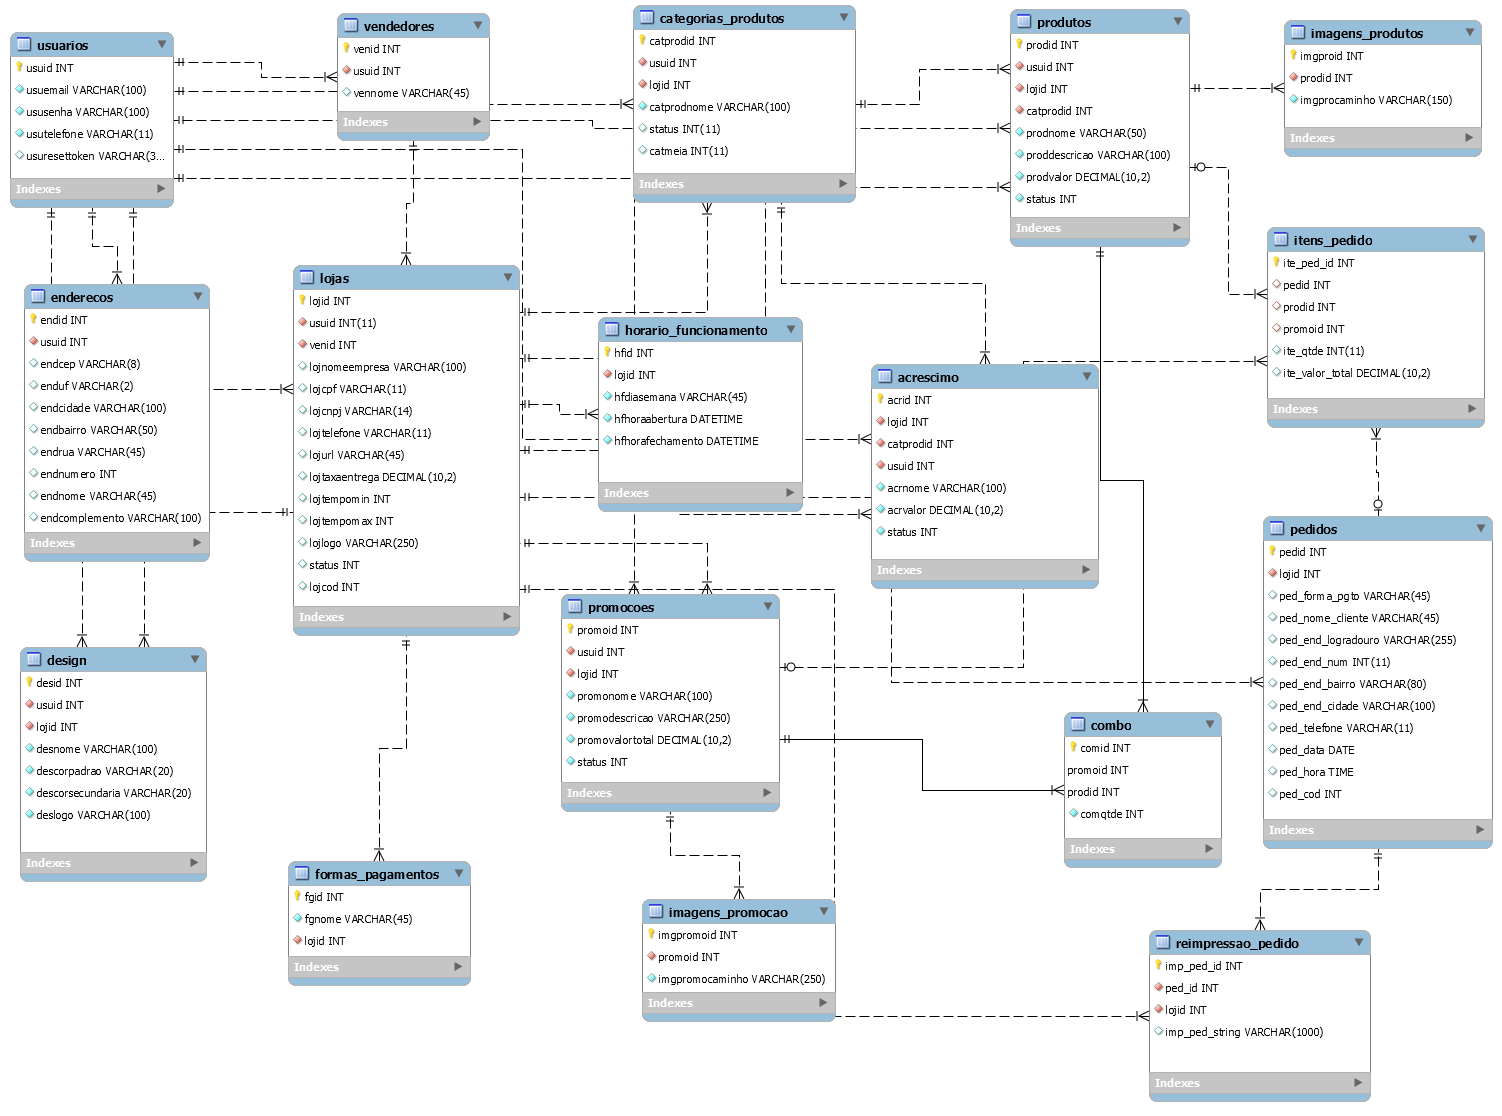 usuarios
usuid INT
usuemail VARCHAR(100)
ususenha VARCHAR(100)
usutelefone VARCHAR(11)
usuresettoken VARCHAR(3...
Indexes
vendedores
venid INT
usuid INT
vennome VARCHAR(45)
Indexes
categorias_produtos
catprodid INT
usuid INT
lojid INT
catprodnome VARCHAR(100)
status INT(11)
catmeia INT(11)
Indexes
produtos
prodid INT
usuid INT
lojid INT
catprodid INT
prodnome VARCHAR(50)
proddescricao VARCHAR(100)
prodvalor DECIMAL(10,2)
status INT
Indexes
imagens_produtos
imgproid INT
prodid INT
imgprocaminho VARCHAR(150)
Indexes
enderecos
endid INT
usuid INT
endcep VARCHAR(8)
enduf VARCHAR(2)
endcidade VARCHAR(100)
endbairro VARCHAR(50)
endrua VARCHAR(45)
endnumero INT
endnome VARCHAR(45)
endcomplemento VARCHAR(100)
Indexes
lojas
lojid INT
usuid INT(11)
venid INT
lojnomeempresa VARCHAR(100)
lojcpf VARCHAR(11)
lojcnpj VARCHAR(14)
lojtelefone VARCHAR(11)
lojurl VARCHAR(45)
lojtaxaentrega DECIMAL(10,2)
lojtempomin INT
lojtempomax INT
lojlogo VARCHAR(250)
status INT
lojcod INT
Indexes
horario_funcionamento
hfid INT
lojid INT
hfdiasemana VARCHAR(45)
hfhoraabertura DATETIME
hfhorafechamento DATETIME
Indexes
acrescimo
acrid INT
lojid INT
catprodid INT
usuid INT
acrnome VARCHAR(100)
acrvalor DECIMAL(10,2)
status INT
Indexes
itens_pedido
ite_ped_id INT
pedid INT
prodid INT
promoid INT
ite_qtde INT(11)
ite_valor_total DECIMAL(10,2)
Indexes
design
desid INT
usuid INT
lojid INT
desnome VARCHAR(100)
descorpadrao VARCHAR(20)
descorsecundaria VARCHAR(20)
deslogo VARCHAR(100)
Indexes
promocoes
promoid INT
usuid INT
lojid INT
promonome VARCHAR(100)
promodescricao VARCHAR(250)
promovalortotal DECIMAL(10,2)
status INT
Indexes
pedidos
pedid INT
lojid INT
ped_forma_pgto VARCHAR(45)
ped_nome_cliente VARCHAR(45)
ped_end_logradouro VARCHAR(255)
ped_end_num INT(11)
ped_end_bairro VARCHAR(80)
ped_end_cidade VARCHAR(100)
ped_telefone VARCHAR(11)
ped_data DATE
ped_hora TIME
ped_cod INT
Indexes
combo
comid INT
promoid INT
prodid INT
comqtde INT
Indexes
formas_pagamentos
fgid INT
fgnome VARCHAR(45)
lojid INT
Indexes
imagens_promocao
imgpromoid INT
promoid INT
imgpromocaminho VARCHAR(250)
Indexes
reimpressao_pedido
imp_ped_id INT
ped_id INT
lojid INT
imp_ped_string VARCHAR(1000)
Indexes